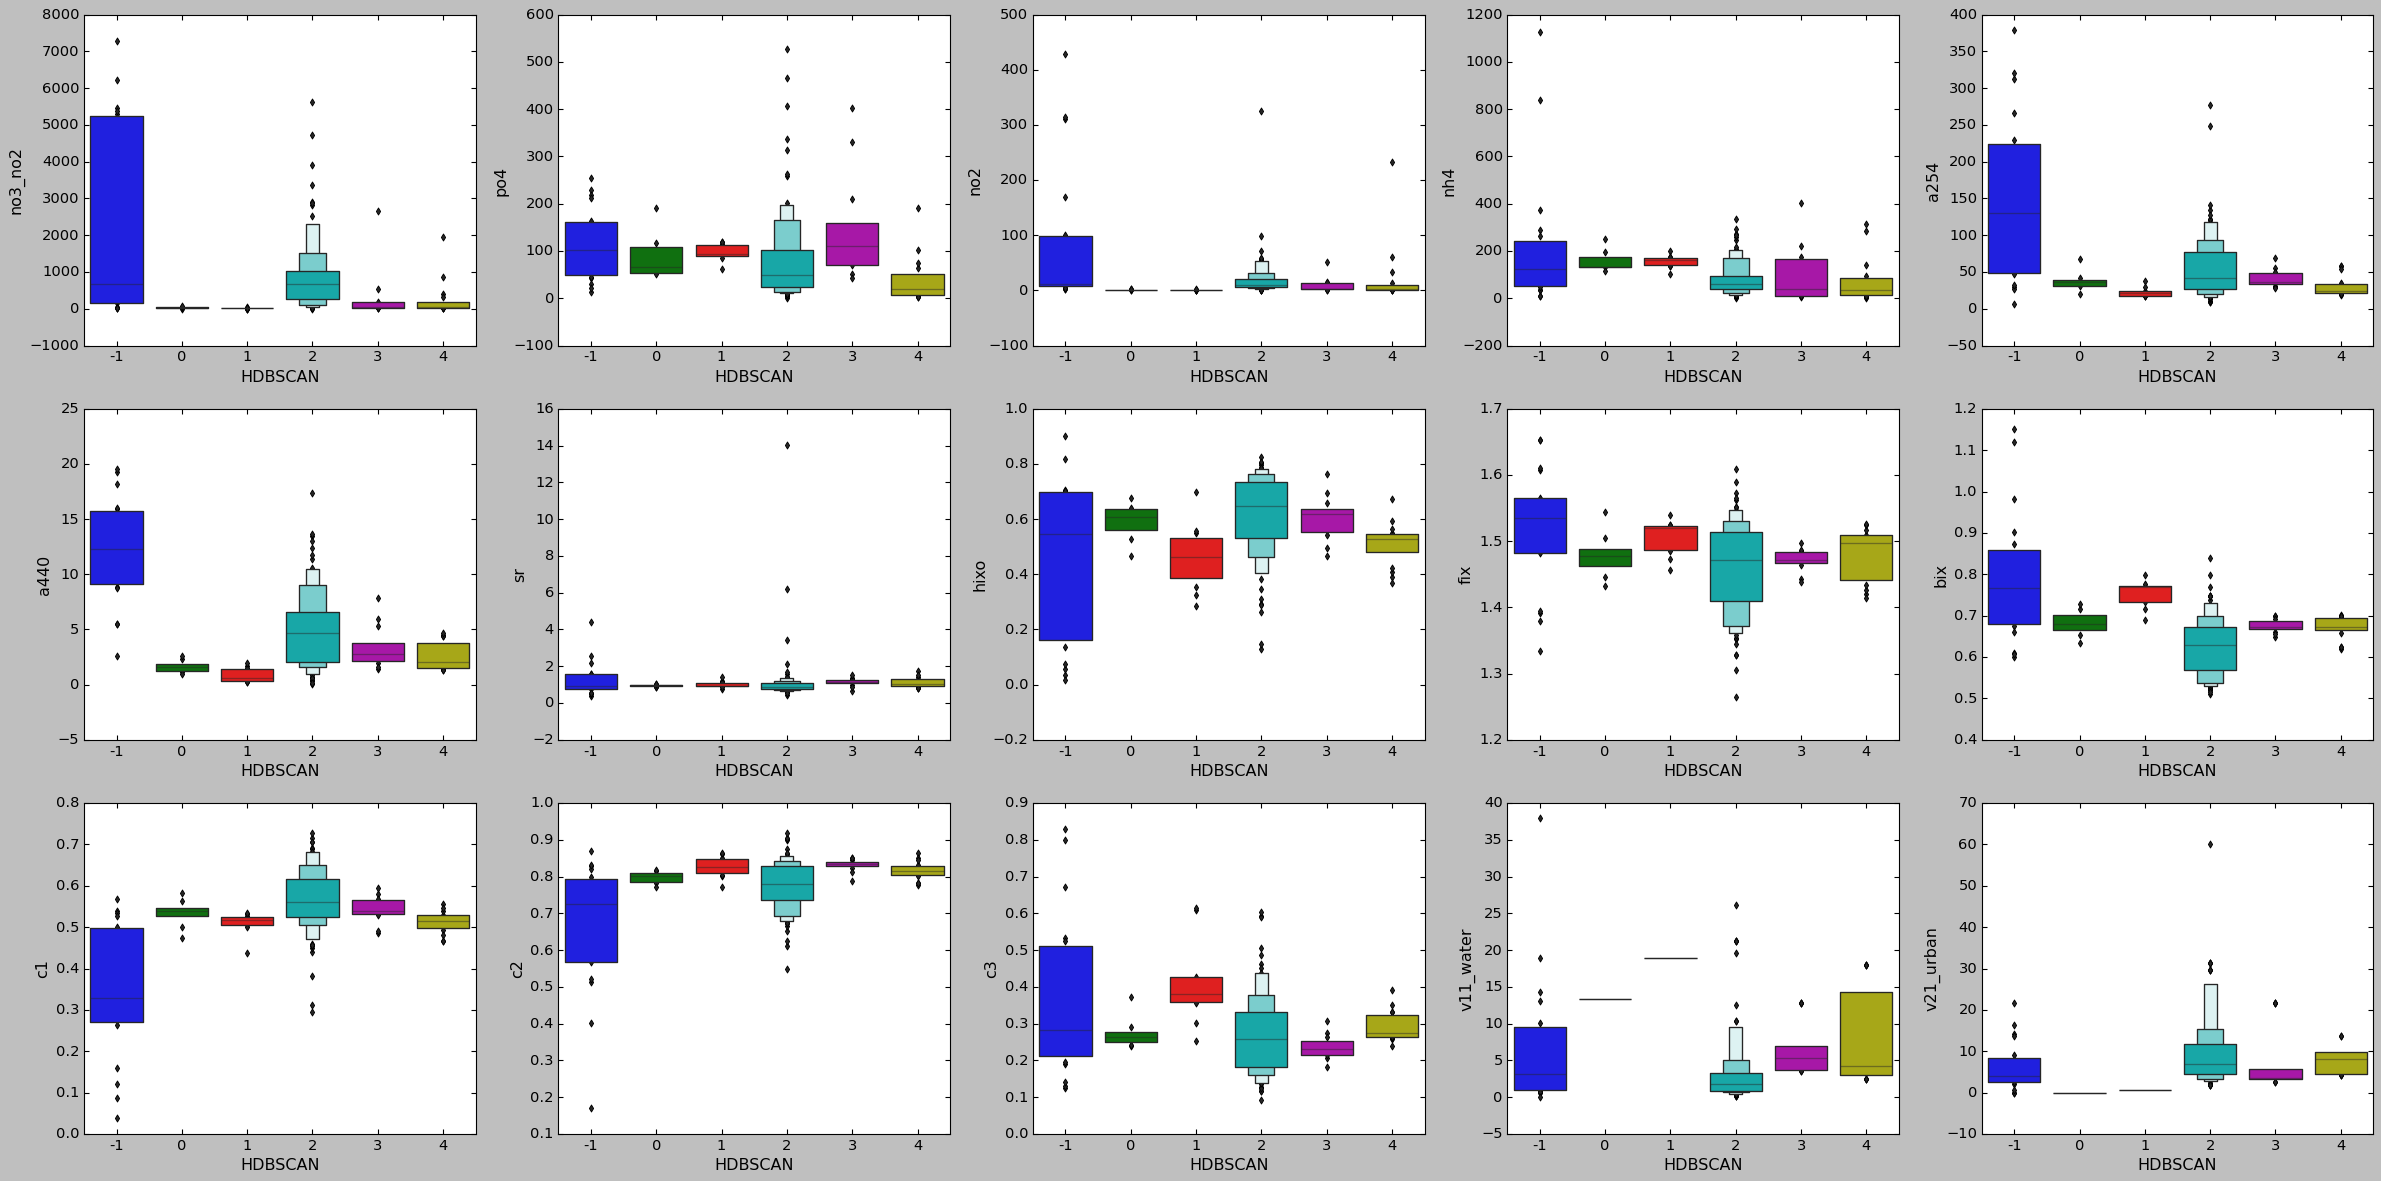 no3_no2
8000
7000
6000
5000
4000
3000
2000
1000
0
−1000
-1 0 1 2 3 4
HDBSCAN
po4
600
500
400
300
200
100
0
−100
-1 0 1 2 3 4
HDBSCAN
no2
500
400
300
200
100
0
−100
-1 0 1 2 3 4
HDBSCAN
nh4
1200
1000
800
600
400
200
0
−200
-1 0 1 2 3 4
HDBSCAN
a254
400
350
300
250
200
150
100
50
0
−50
-1 0 1 2 3 4
HDBSCAN
a440
25
20
15
10
5
0
−5
-1 0 1 2 3 4
HDBSCAN
sr
16
14
12
10
8
6
4
2
0
−2
-1 0 1 2 3 4
HDBSCAN
hixo
1.0
0.8
0.6
0.4
0.2
0.0
−0.2
-1 0 1 2 3 4
HDBSCAN
fix
1.7
1.6
1.5
1.4
1.3
1.2
-1 0 1 2 3 4
HDBSCAN
bix
1.2
1.1
1.0
0.9
0.8
0.7
0.6
0.5
0.4
-1 0 1 2 3 4
HDBSCAN
c1
0.8
0.7
0.6
0.5
0.4
0.3
0.2
0.1
0.0
-1 0 1 2 3 4
HDBSCAN
c2
1.0
0.9
0.8
0.7
0.6
0.5
0.4
0.3
0.2
0.1
-1 0 1 2 3 4
HDBSCAN
c3
0.9
0.8
0.7
0.6
0.5
0.4
0.3
0.2
0.1
0.0
-1 0 1 2 3 4
HDBSCAN
v11_water
40
35
30
25
20
15
10
5
0
−5
-1 0 1 2 3 4
HDBSCAN
v21_urban
70
60
50
40
30
20
10
0
−10
-1 0 1 2 3 4
HDBSCAN